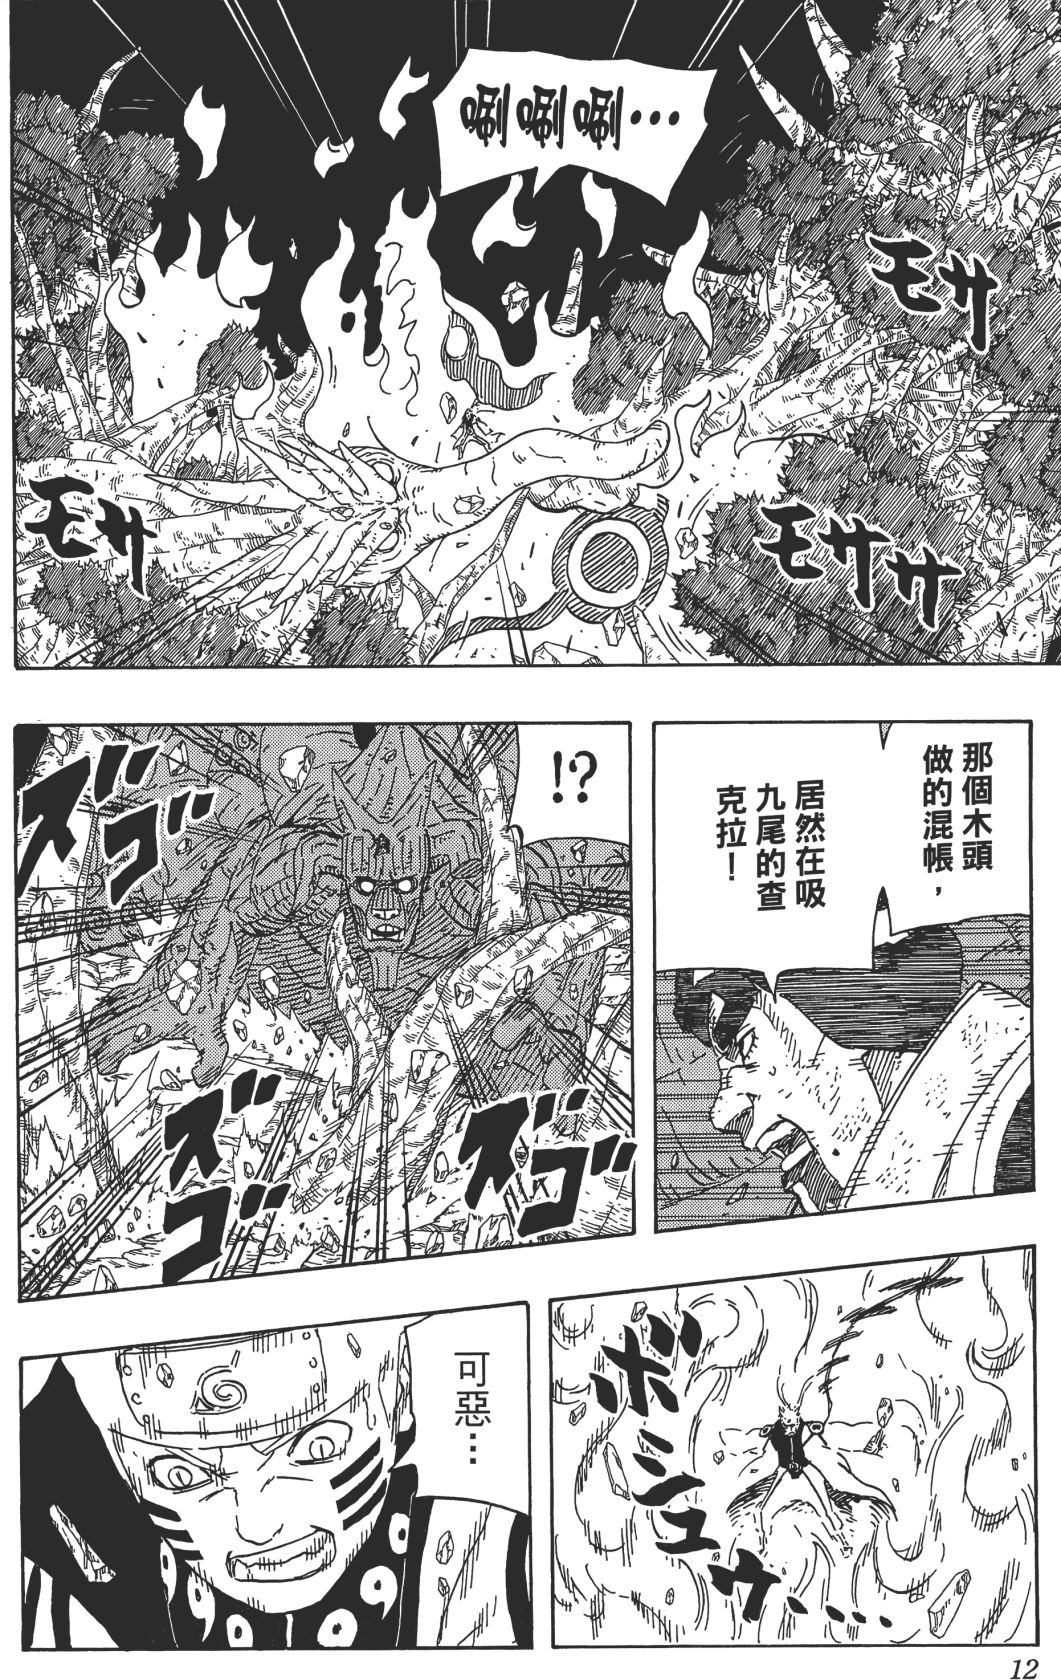 唰唰唰…
モサ
モサ
モササ
那個木頭
做的混帳，
居然在吸
九尾的查
克拉！
!?
ズゴ
ズゴ
ズゴ
ボシュウ…
可惡…
12